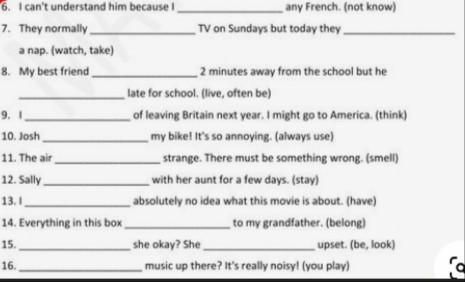 6. I can't understand him because I _______________ any French. (not know)
7. They normally _______________ TV on Sundays but today they _______________
a nap. (watch, take)
8. My best friend _______________ 2 minutes away from the school but he
_______________ late for school. (live, often be)
9. I _______________ of leaving Britain next year. I might go to America. (think)
10. Josh _______________ my bike! It's so annoying. (always use)
11. The air _______________ strange. There must be something wrong. (smell)
12. Sally _______________ with her aunt for a few days. (stay)
13. I _______________ absolutely no idea what this movie is about. (have)
14. Everything in this box _______________ to my grandfather. (belong)
15. _______________ she okay? She _______________ upset. (be, look)
16. _______________ music up there? It's really noisy! (you play)